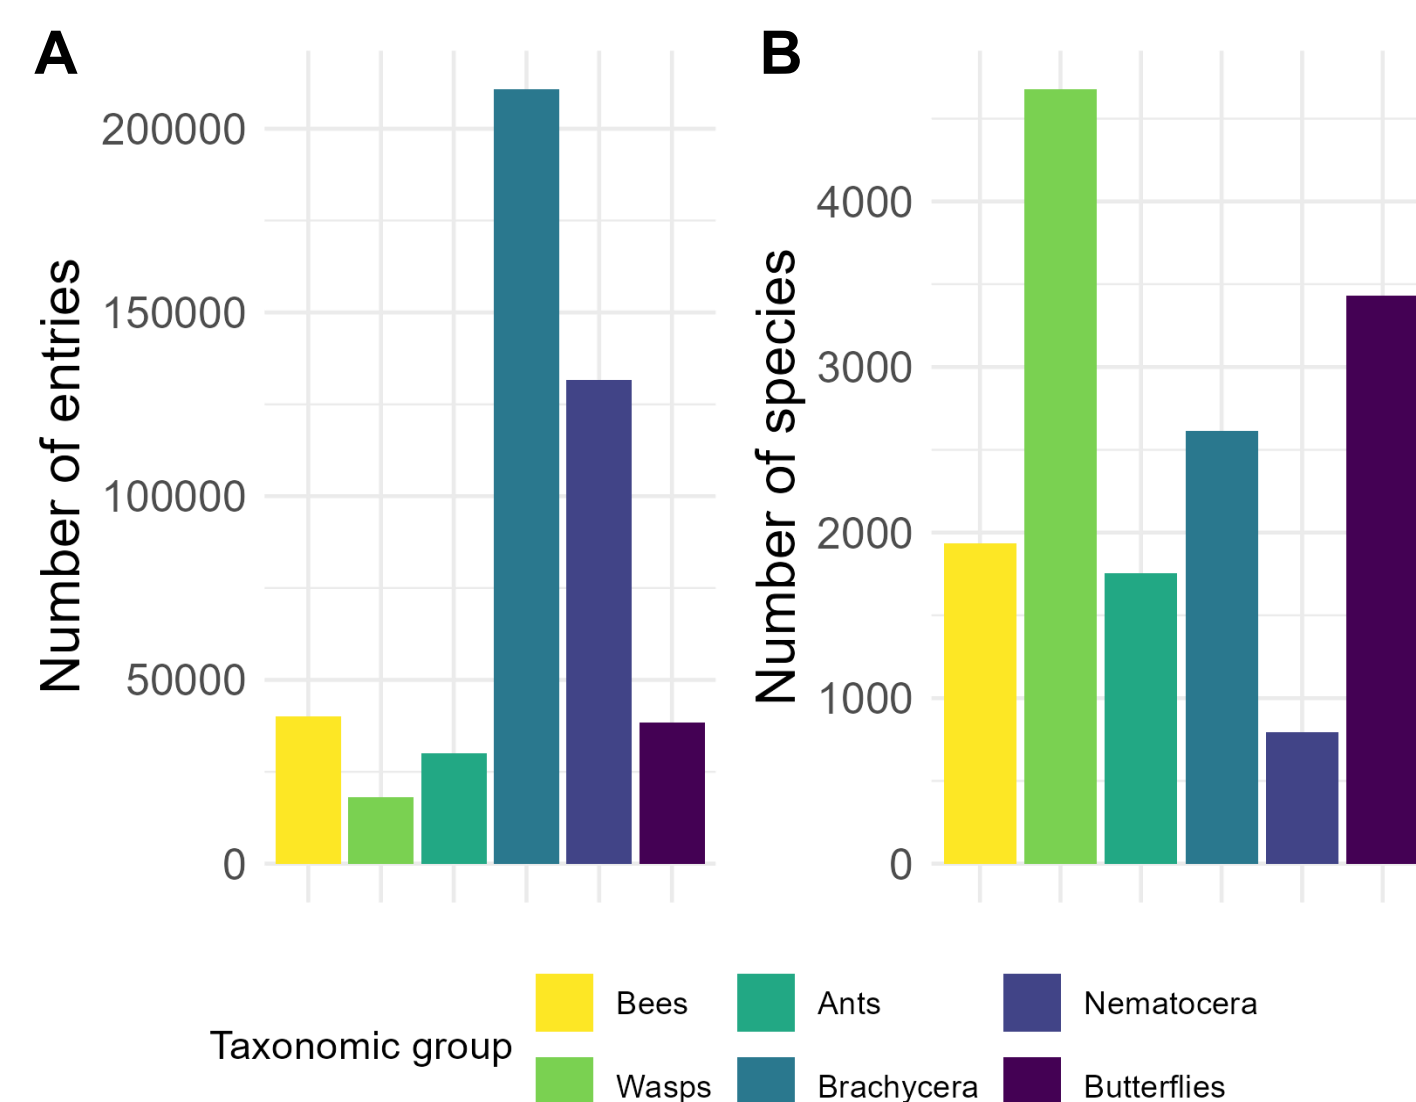 A
B
Number of entries
200000
150000
100000
50000
0
Number of species
4000
3000
2000
1000
0
Taxonomic group
Bees
Ants
Nematocera
Wasps
Brachycera
Butterflies